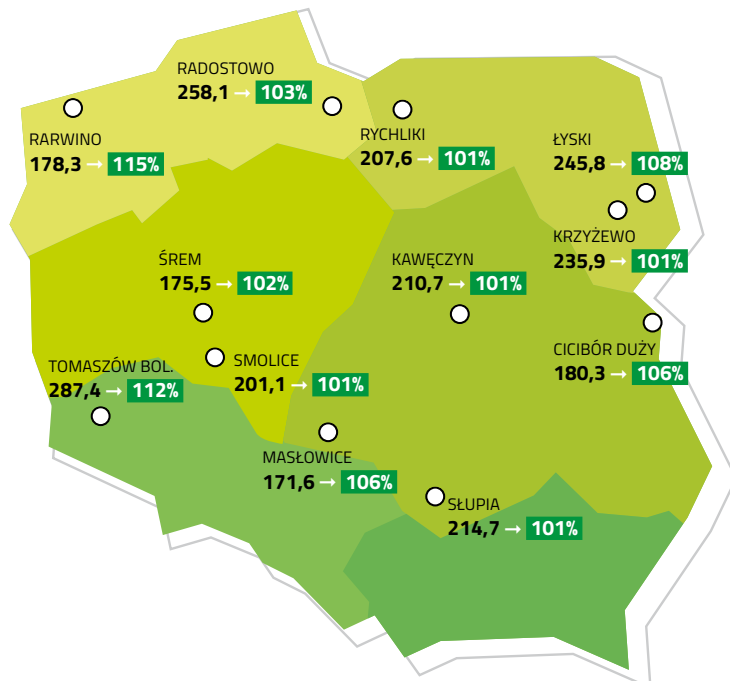 RADOSTOWO
258,1 → 103%
RARWINO
178,3 → 115%
RYCHLIKI
207,6 → 101%
ŁYSKI
245,8 → 108%
KRZYŻEWO
235,9 → 101%
ŚREM
175,5 → 102%
KAWĘCZYN
210,7 → 101%
TOMASZÓW BOL.
287,4 → 112%
SMOLICE
201,1 → 101%
CICIBÓR DUŻY
180,3 → 106%
MASŁOWICE
171,6 → 106%
SŁUPIA
214,7 → 101%